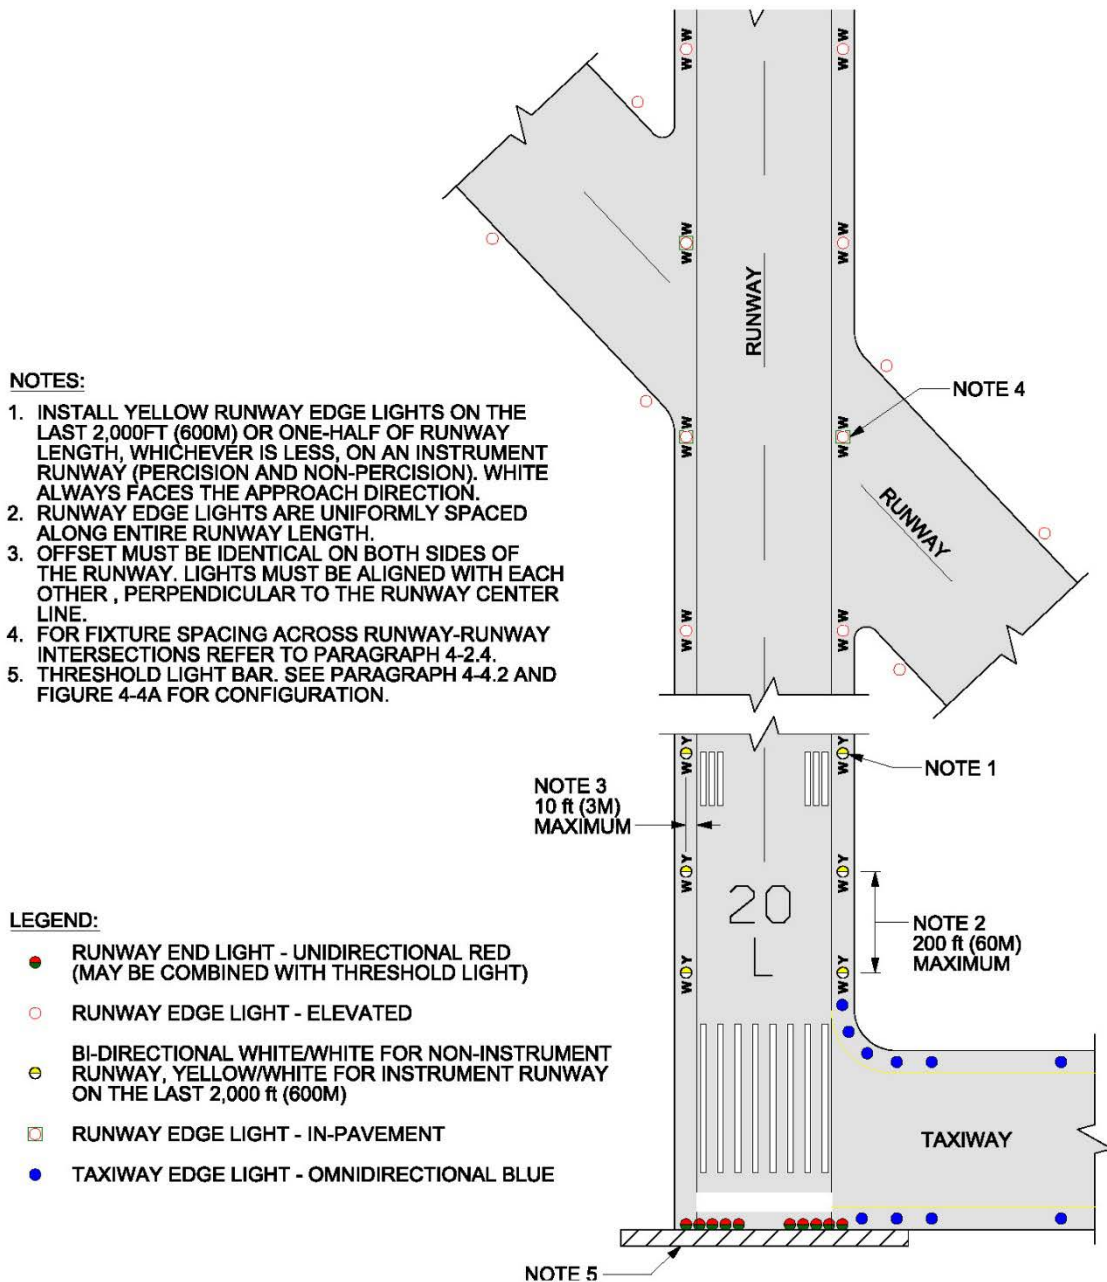 NOTES:
1. INSTALL YELLOW RUNWAY EDGE LIGHTS ON THE
LAST 2,000FT (600M) OR ONE-HALF OF RUNWAY
LENGTH, WHICHEVER IS LESS, ON AN INSTRUMENT
RUNWAY (PERCISION AND NON-PERCISION). WHITE
ALWAYS FACES THE APPROACH DIRECTION.
2. RUNWAY EDGE LIGHTS ARE UNIFORMLY SPACED
ALONG ENTIRE RUNWAY LENGTH.
3. OFFSET MUST BE IDENTICAL ON BOTH SIDES OF
THE RUNWAY. LIGHTS MUST BE ALIGNED WITH EACH
OTHER , PERPENDICULAR TO THE RUNWAY CENTER
LINE.
4. FOR FIXTURE SPACING ACROSS RUNWAY-RUNWAY
INTERSECTIONS REFER TO PARAGRAPH 4-2.4.
5. THRESHOLD LIGHT BAR. SEE PARAGRAPH 4-4.2 AND
FIGURE 4-4A FOR CONFIGURATION.
LEGEND:
RUNWAY END LIGHT - UNIDIRECTIONAL RED
(MAY BE COMBINED WITH THRESHOLD LIGHT)
RUNWAY EDGE LIGHT - ELEVATED
BI-DIRECTIONAL WHITE/WHITE FOR NON-INSTRUMENT
RUNWAY, YELLOW/WHITE FOR INSTRUMENT RUNWAY
ON THE LAST 2,000 ft (600M)
RUNWAY EDGE LIGHT - IN-PAVEMENT
TAXIWAY EDGE LIGHT - OMNIDIRECTIONAL BLUE
W W
W W
W W
W W
RUNWAY
W W
W W
NOTE 4
RUNWAY
W W
W W
W Y
W Y
NOTE 1
NOTE 3
10 ft (3M)
MAXIMUM
W Y
W Y
20
L
NOTE 2
200 ft (60M)
MAXIMUM
W Y
W Y
TAXIWAY
NOTE 5